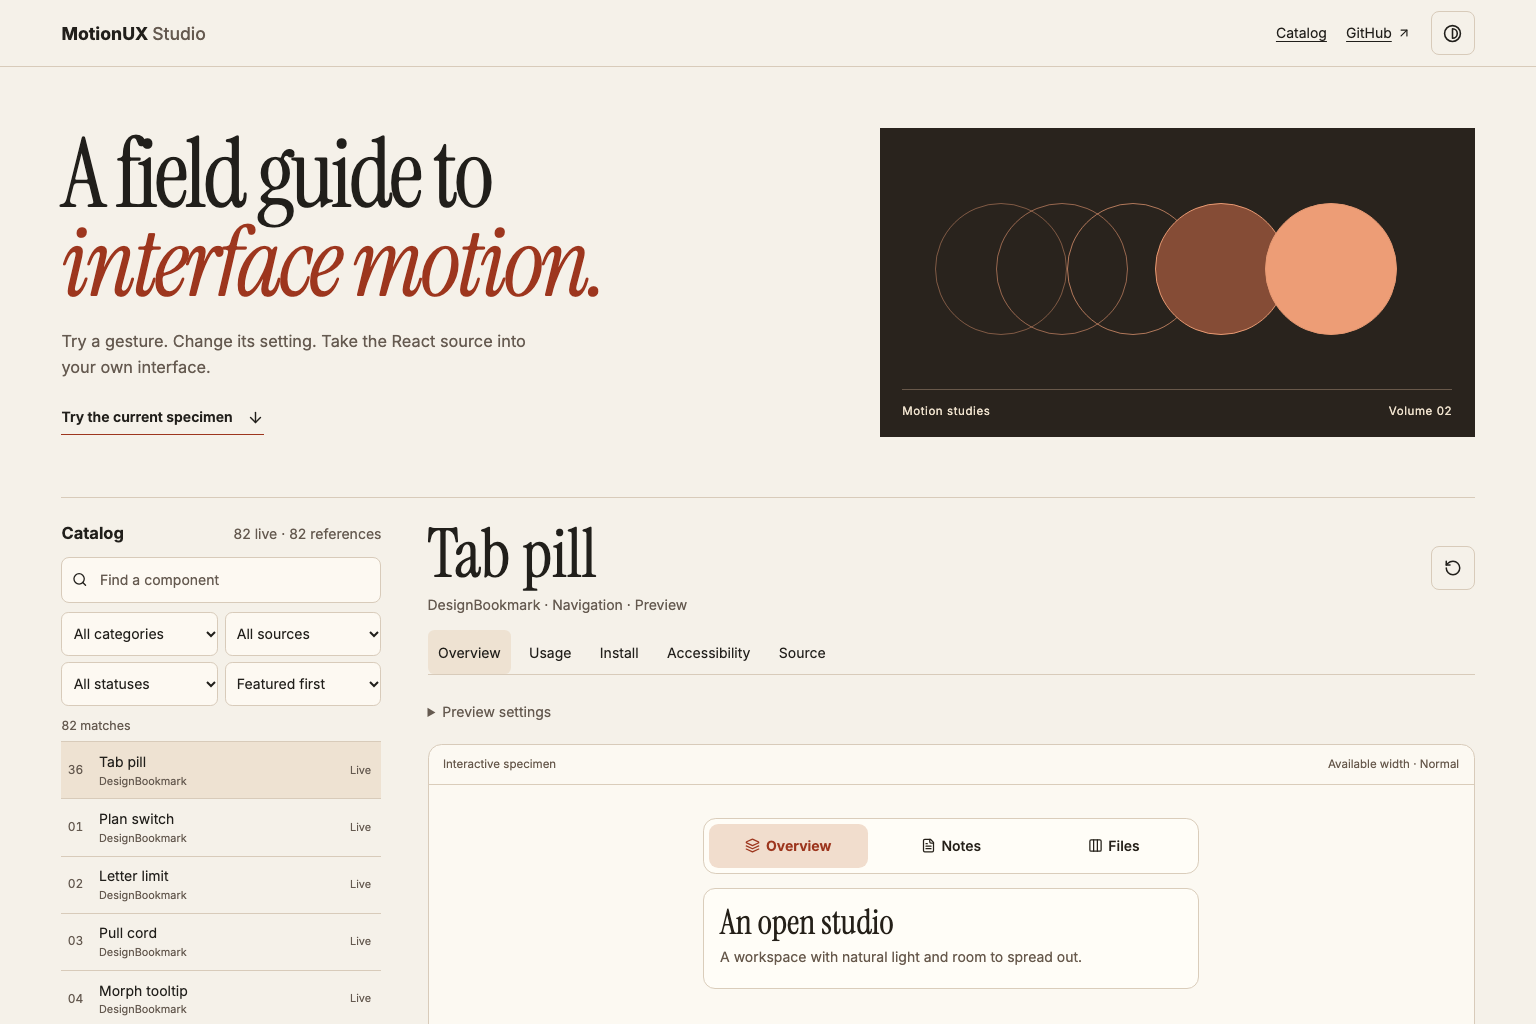 MotionUX Studio
Catalog
GitHub
A field guide to
interface motion.
Try a gesture. Change its setting. Take the React source into
your own interface.
Try the current specimen
Motion studies
Volume 02
Catalog
82 live · 82 references
Find a component
All categories
All sources
All statuses
Featured first
82 matches
36
Tab pill
DesignBookmark
Live
01
Plan switch
DesignBookmark
Live
02
Letter limit
DesignBookmark
Live
03
Pull cord
DesignBookmark
Live
04
Morph tooltip
DesignBookmark
Live
Tab pill
DesignBookmark · Navigation · Preview
Overview
Usage
Install
Accessibility
Source
Preview settings
Interactive specimen
Available width · Normal
Overview
Notes
Files
An open studio
A workspace with natural light and room to spread out.